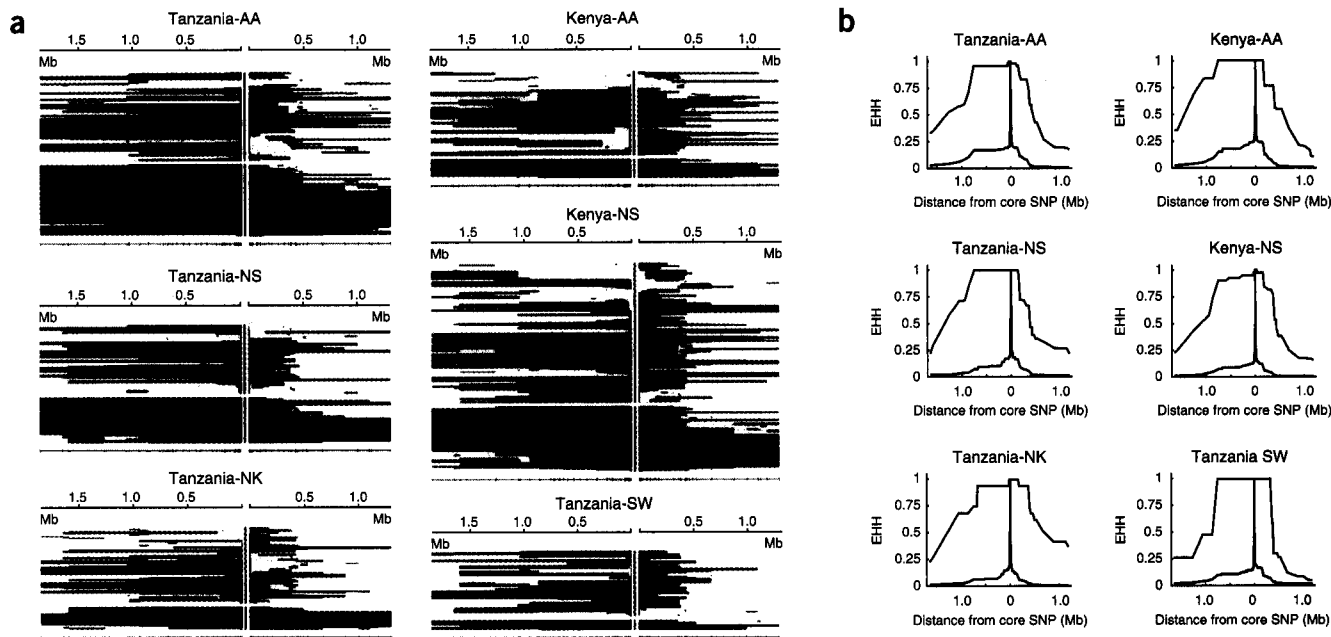 a
Tanzania-AA
1.5 1.0 0.5 0.5 1.0
Mb Mb
Tanzania-NS
1.5 1.0 0.5 0.5 1.0
Mb Mb
Tanzania-NK
1.5 1.0 0.5 0.5 1.0
Mb Mb
Kenya-AA
1.5 1.0 0.5 0.5 1.0
Mb Mb
Kenya-NS
1.5 1.0 0.5 0.5 1.0
Mb Mb
Tanzania-SW
1.5 1.0 0.5 0.5 1.0
Mb Mb
b
Tanzania-AA
EHH
1
0.75
0.5
0.25
0
1.0 0 1.0
Distance from core SNP (Mb)
Kenya-AA
EHH
1
0.75
0.5
0.25
0
1.0 0 1.0
Distance from core SNP (Mb)
Tanzania-NS
EHH
1
0.75
0.5
0.25
0
1.0 0 1.0
Distance from core SNP (Mb)
Kenya-NS
EHH
1
0.75
0.5
0.25
0
1.0 0 1.0
Distance from core SNP (Mb)
Tanzania-NK
EHH
1
0.75
0.5
0.25
0
1.0 0 1.0
Distance from core SNP (Mb)
Tanzania SW
EHH
1
0.75
0.5
0.25
0
1.0 0 1.0
Distance from core SNP (Mb)